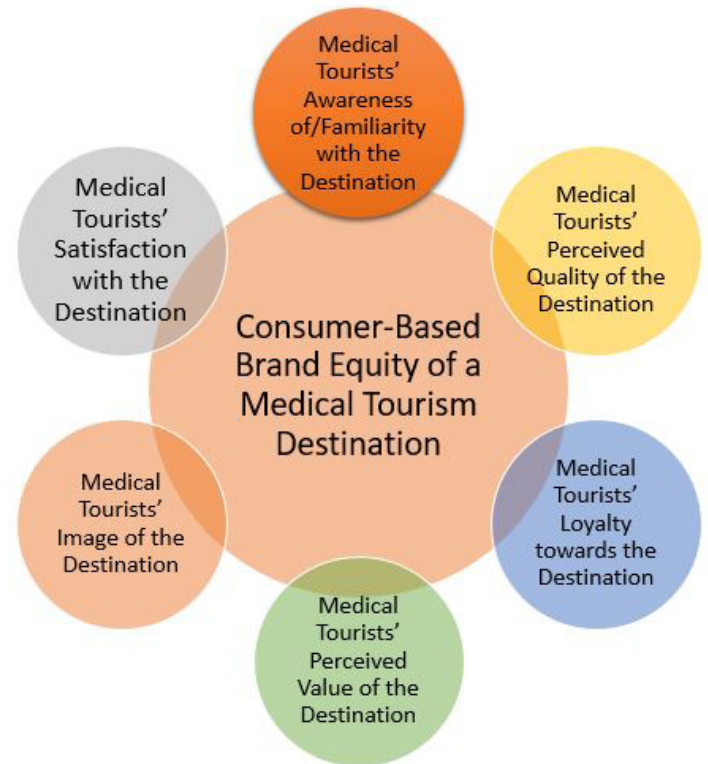 Medical
Tourists’
Awareness
of/Familiarity
with the
Destination
Medical
Tourists’
Perceived
Quality of the
Destination
Medical
Tourists’
Loyalty
towards the
Destination
Medical
Tourists’
Perceived
Value of the
Destination
Medical
Tourists’
Image of the
Destination
Medical
Tourists’
Satisfaction
with the
Destination
Consumer-Based
Brand Equity of a
Medical Tourism
Destination